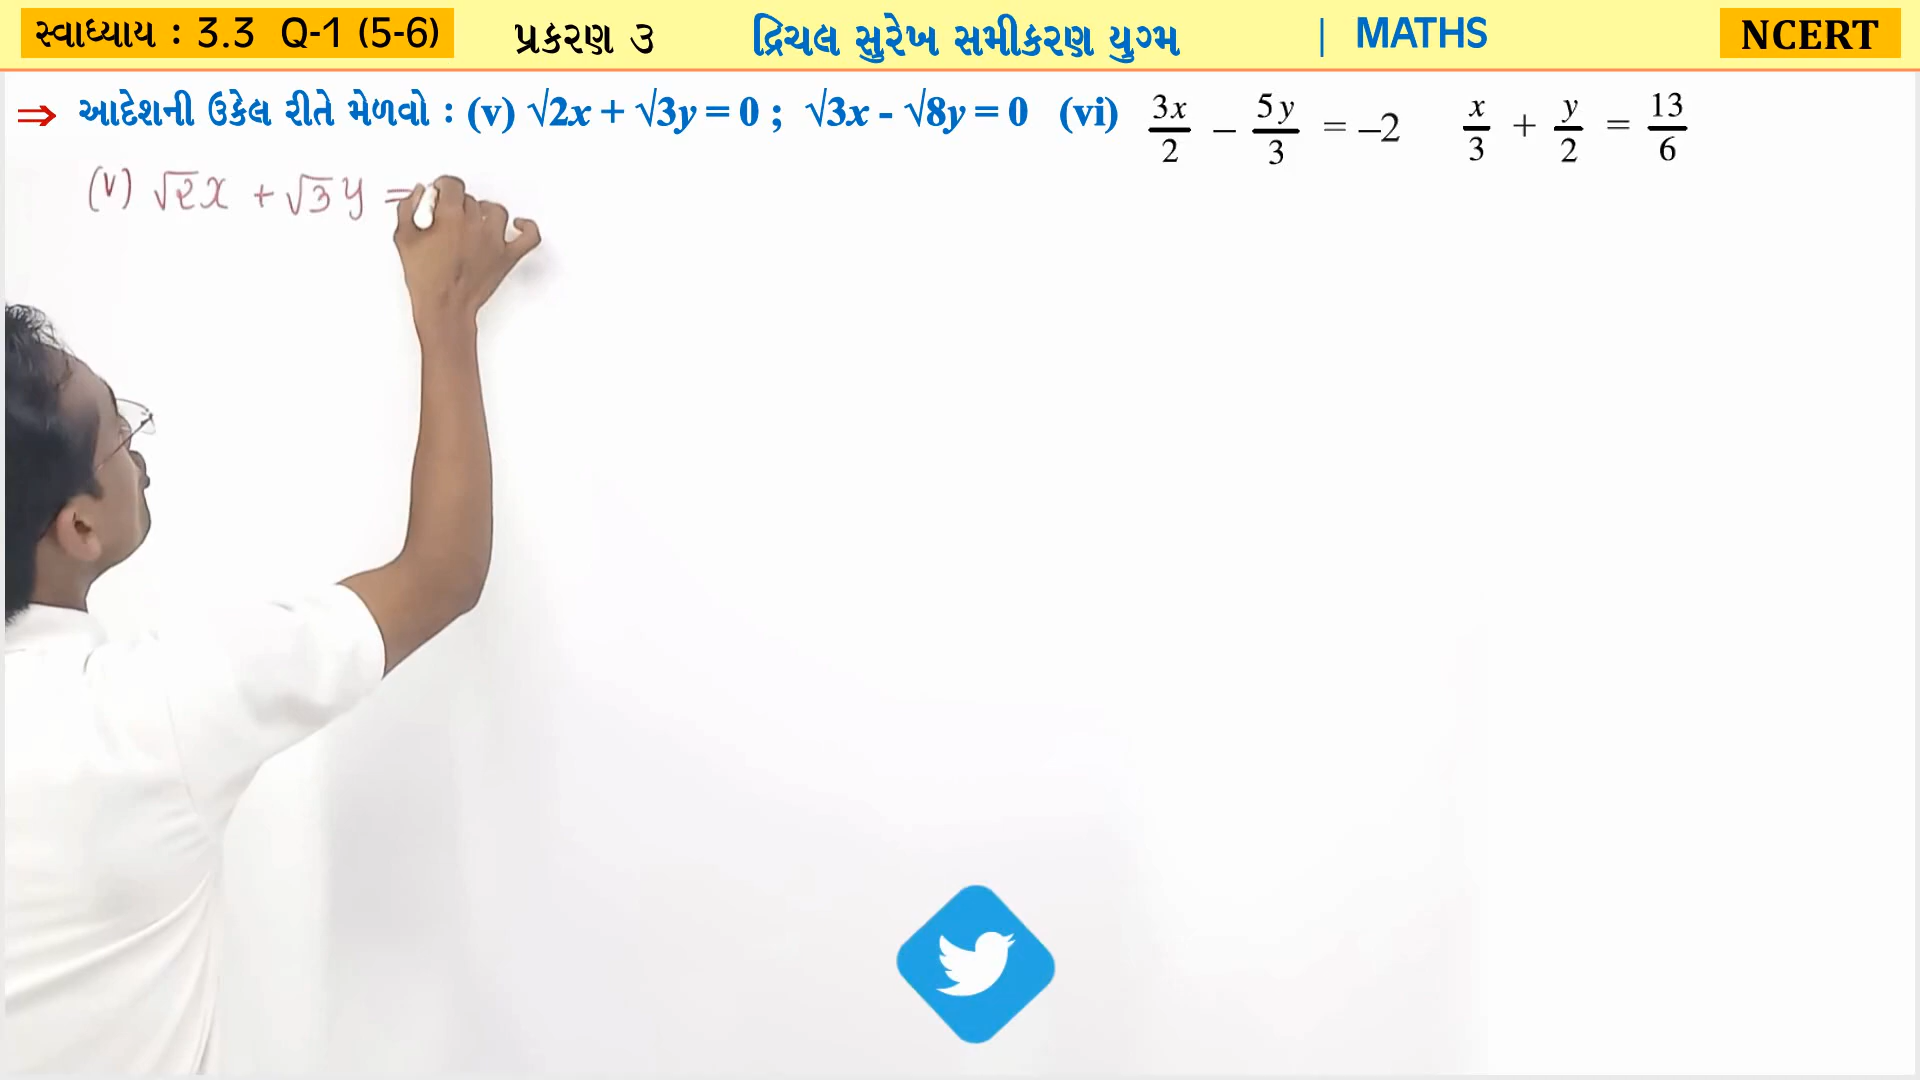 સ્વાધ્યાય : 3.3 Q-1 (5-6) પ્રકરણ ૩ દ્વિચલ સુરેખ સમીકરણ યુગ્મ | MATHS NCERT
⇒ આદેશની ઉકેલ રીતે મેળવો : (v) √2x + √3y = 0 ; √3x - √8y = 0 (vi) 3x/2 – 5y/3 = –2 x/3 + y/2 = 13/6
(v) √2x + √3y =